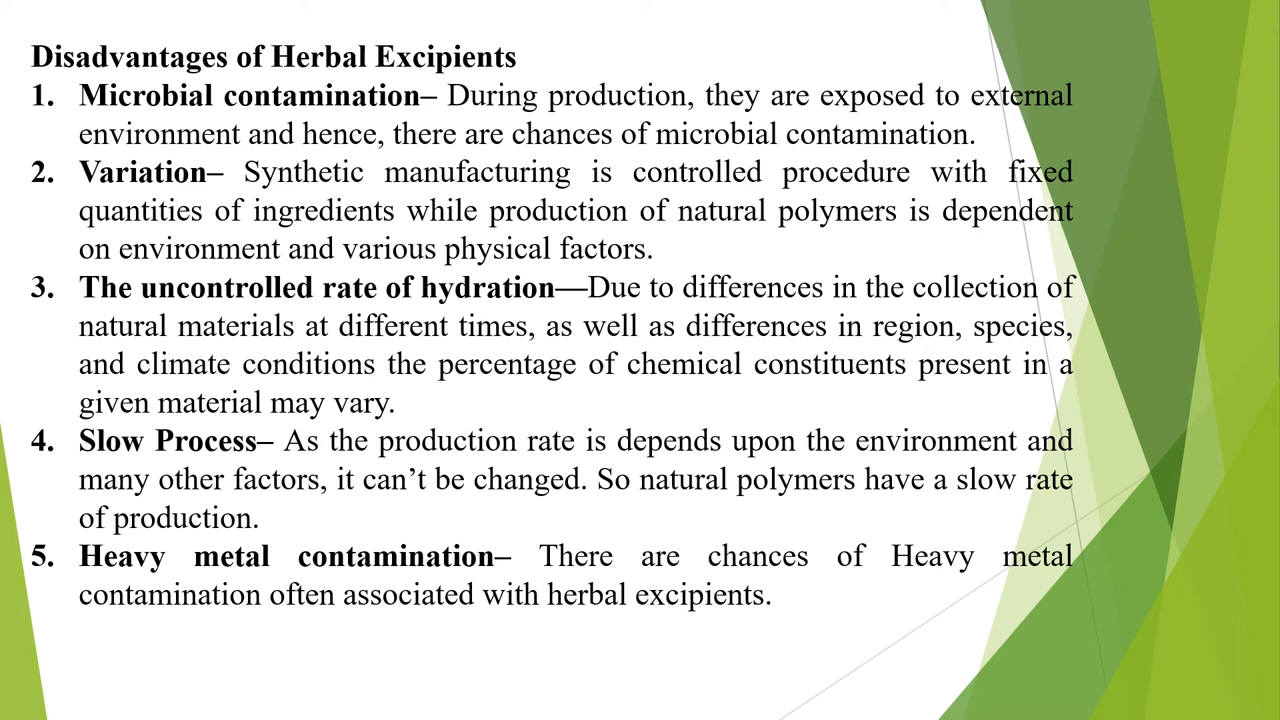 Disadvantages of Herbal Excipients
1. Microbial contamination– During production, they are exposed to external
environment and hence, there are chances of microbial contamination.
2. Variation– Synthetic manufacturing is controlled procedure with fixed
quantities of ingredients while production of natural polymers is dependent
on environment and various physical factors.
3. The uncontrolled rate of hydration—Due to differences in the collection of
natural materials at different times, as well as differences in region, species,
and climate conditions the percentage of chemical constituents present in a
given material may vary.
4. Slow Process– As the production rate is depends upon the environment and
many other factors, it can’t be changed. So natural polymers have a slow rate
of production.
5. Heavy metal contamination– There are chances of Heavy metal
contamination often associated with herbal excipients.